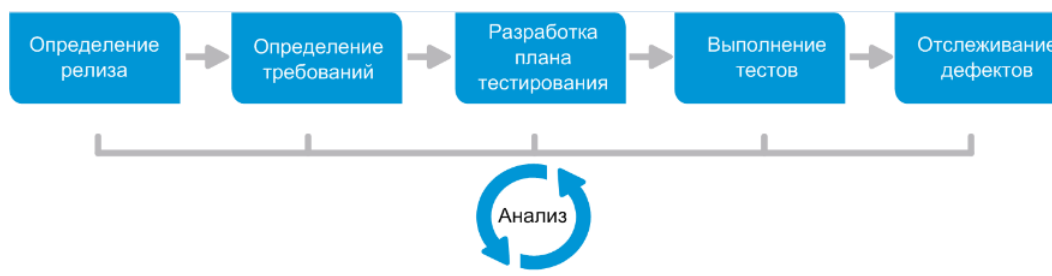 Определение
релиза
Определение
требований
Разработка
плана
тестирования
Выполнение
тестов
Отслеживание
дефектов
Анализ